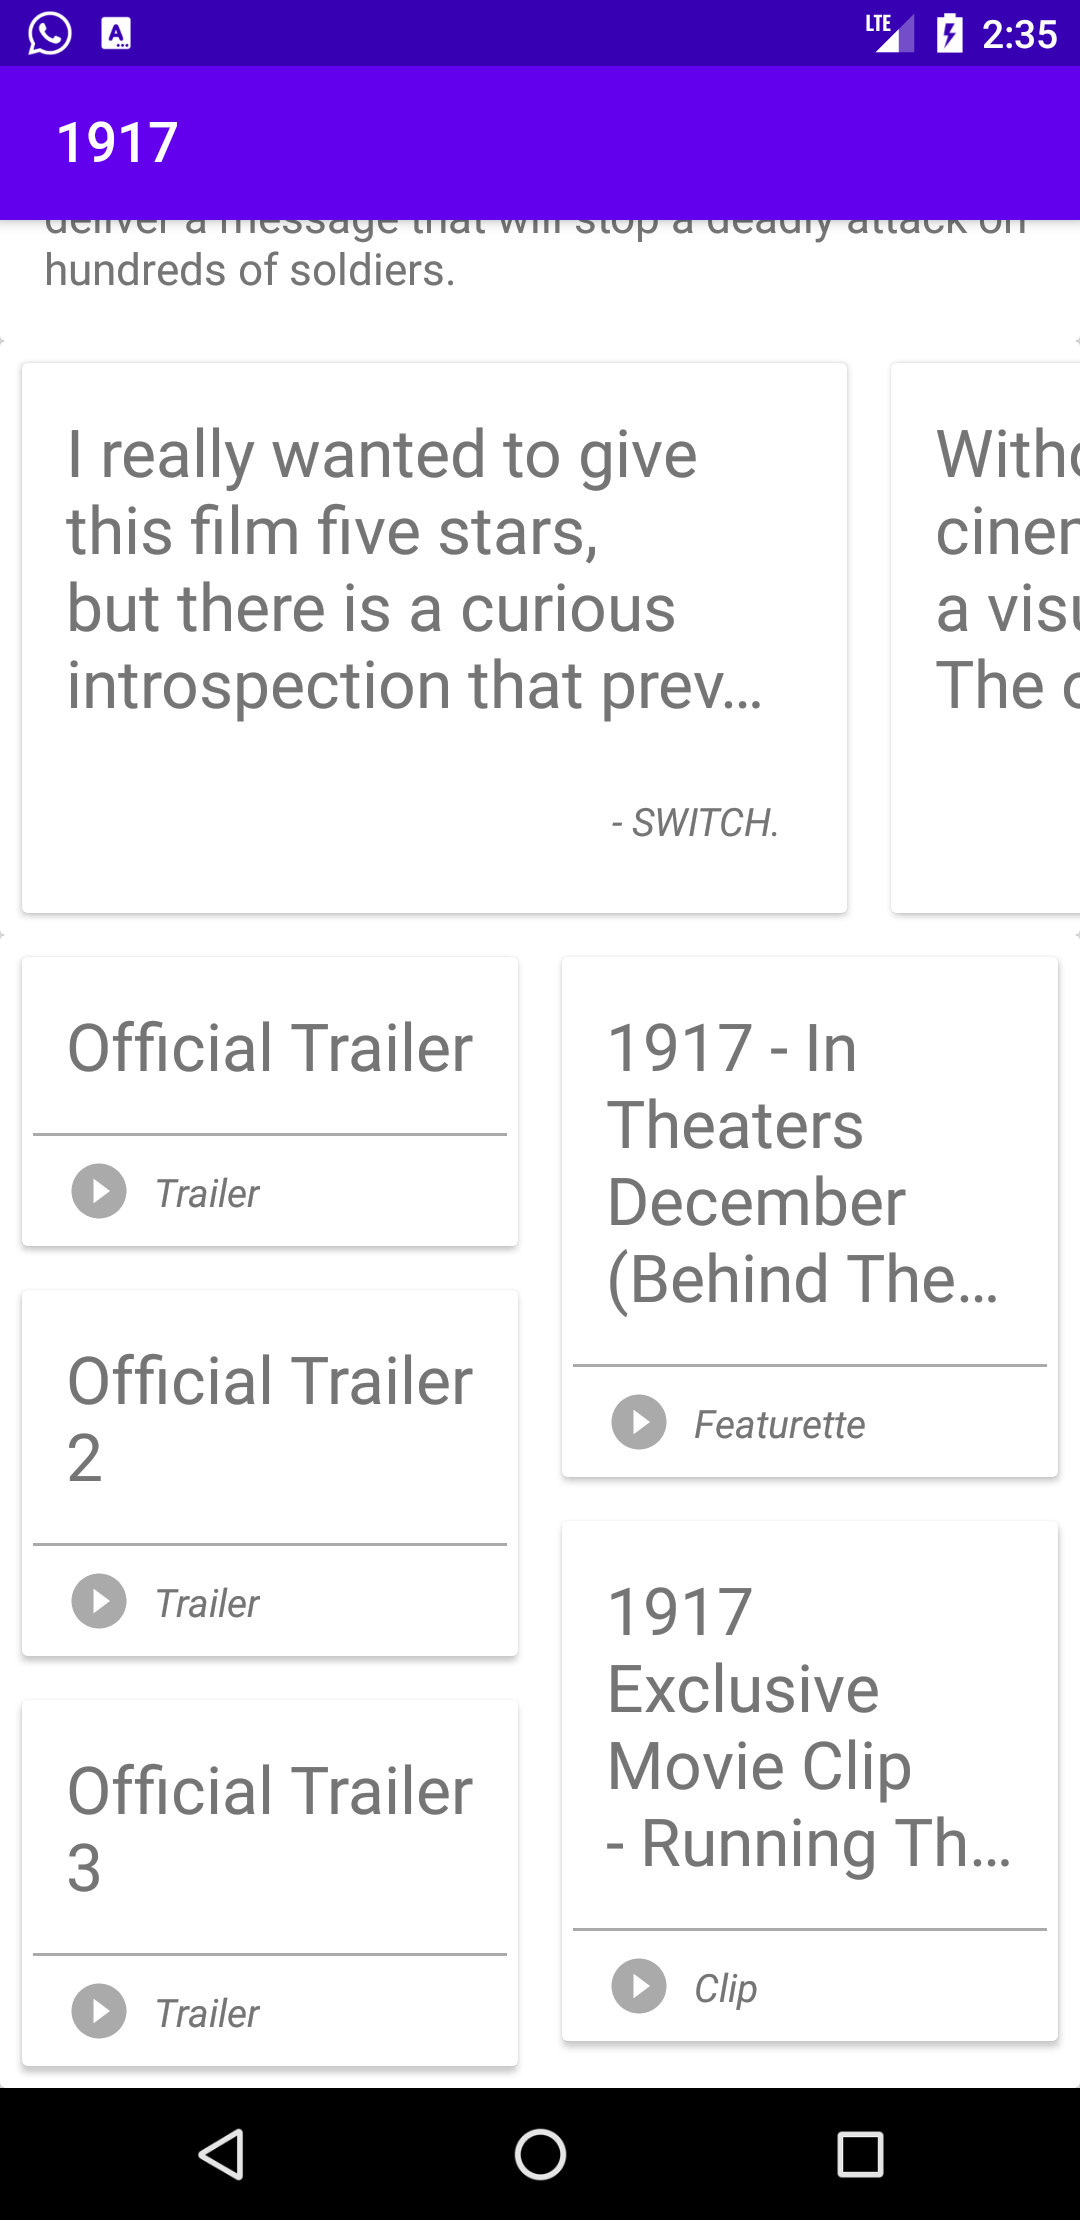 LTE 2:35
1917
deliver a message that will stop a deadly attack on
hundreds of soldiers.
I really wanted to give
this film five stars,
but there is a curious
introspection that prev...
- SWITCH.
a
The
Official Trailer
Trailer
Official Trailer
2
Trailer
Official Trailer
3
Trailer
1917 - In
Theaters
December
(Behind The...
Featurette
1917
Exclusive
Movie Clip
- Running Th...
Clip